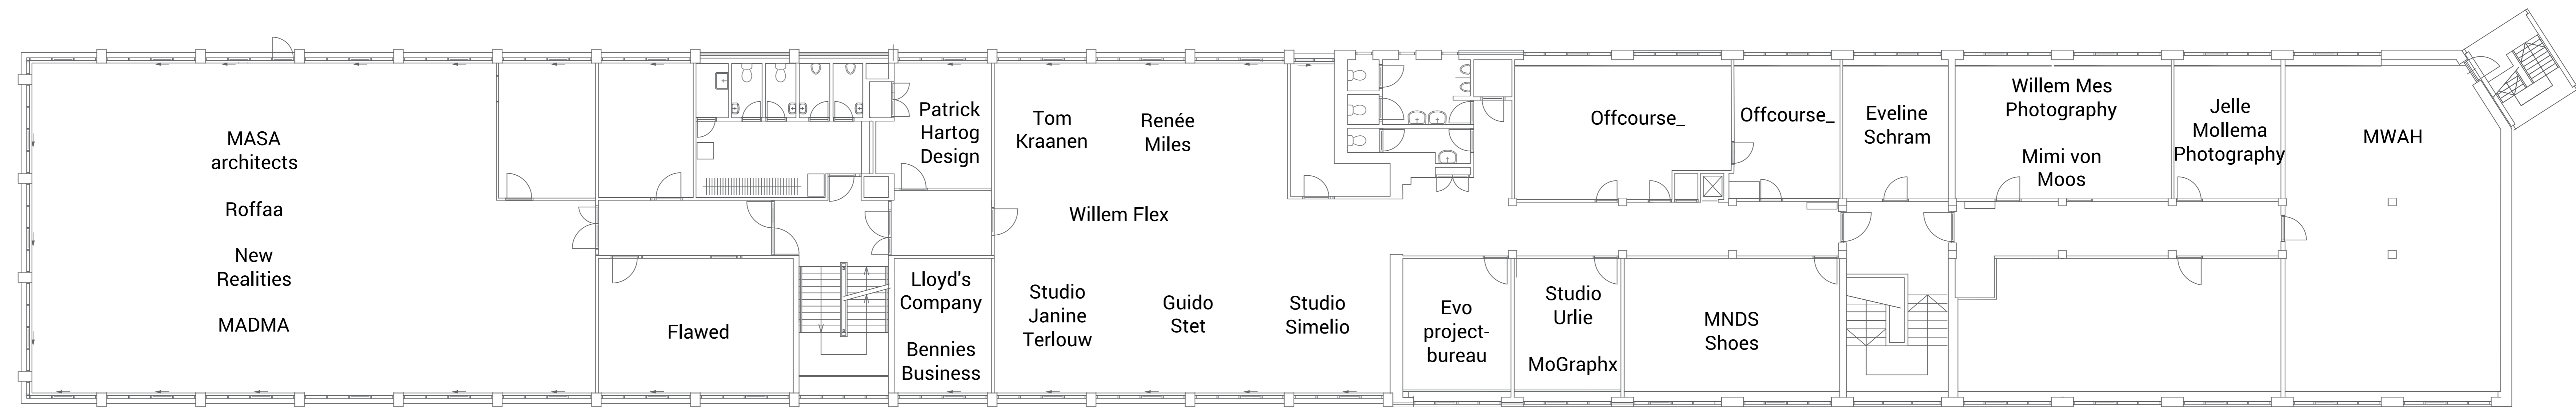 MASA
architects
Roffaa
New
Realities
MADMA
Flawed
Patrick
Hartog
Design
Lloyd's
Company
Bennies
Business
Tom
Kraanen
Renée
Miles
Willem Flex
Studio
Janine
Terlouw
Guido
Stet
Studio
Simelio
Evo
project-
bureau
Studio
Urlie
MoGraphx
MNDS
Shoes
Offcourse_
Offcourse_
Eveline
Schram
Willem Mes
Photography
Mimi von
Moos
Jelle
Mollema
Photography
MWAH